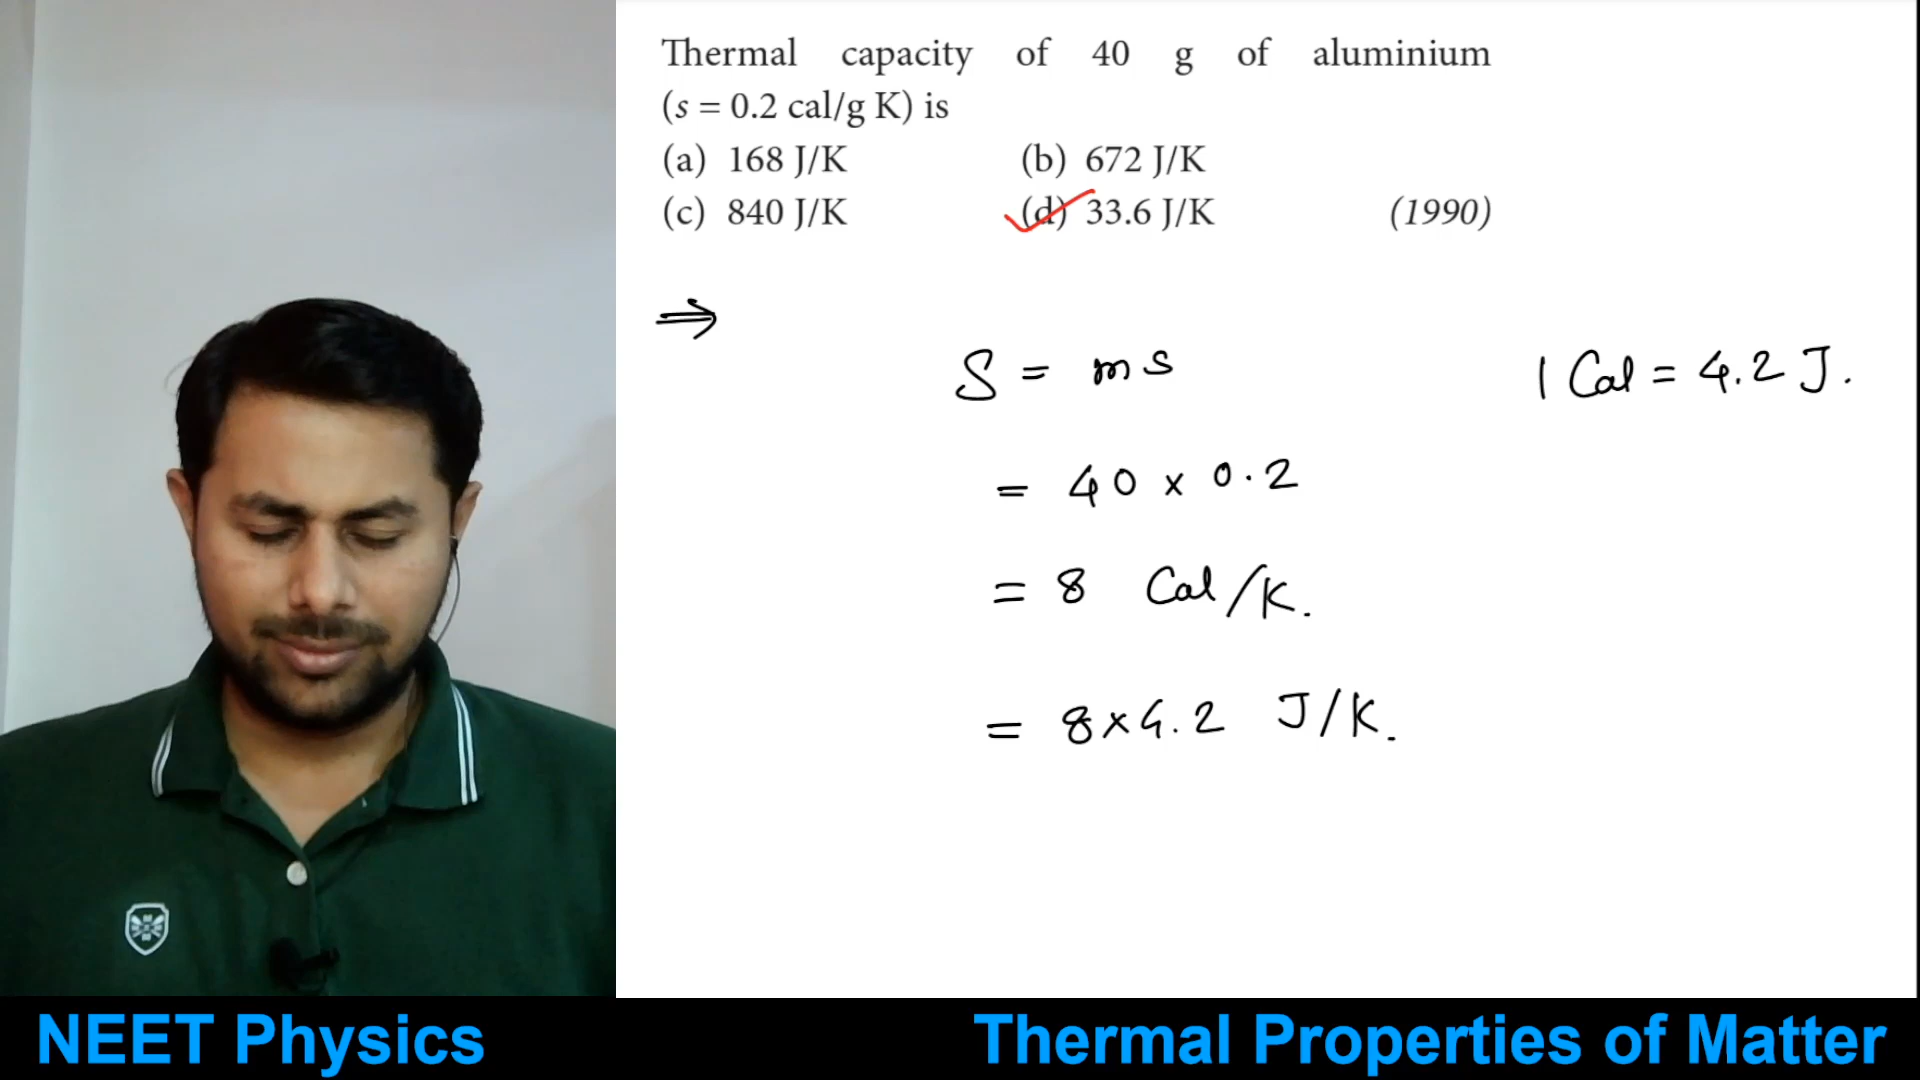 Thermal capacity of 40 g of aluminium
(s = 0.2 cal/g K) is
(a) 168 J/K (b) 672 J/K
(c) 840 J/K (d) 33.6 J/K (1990)
⇒
S = ms
1 Cal = 4.2 J.
= 40 × 0.2
= 8 Cal/K.
= 8×4.2 J/K.
NEET Physics
Thermal Properties of Matter